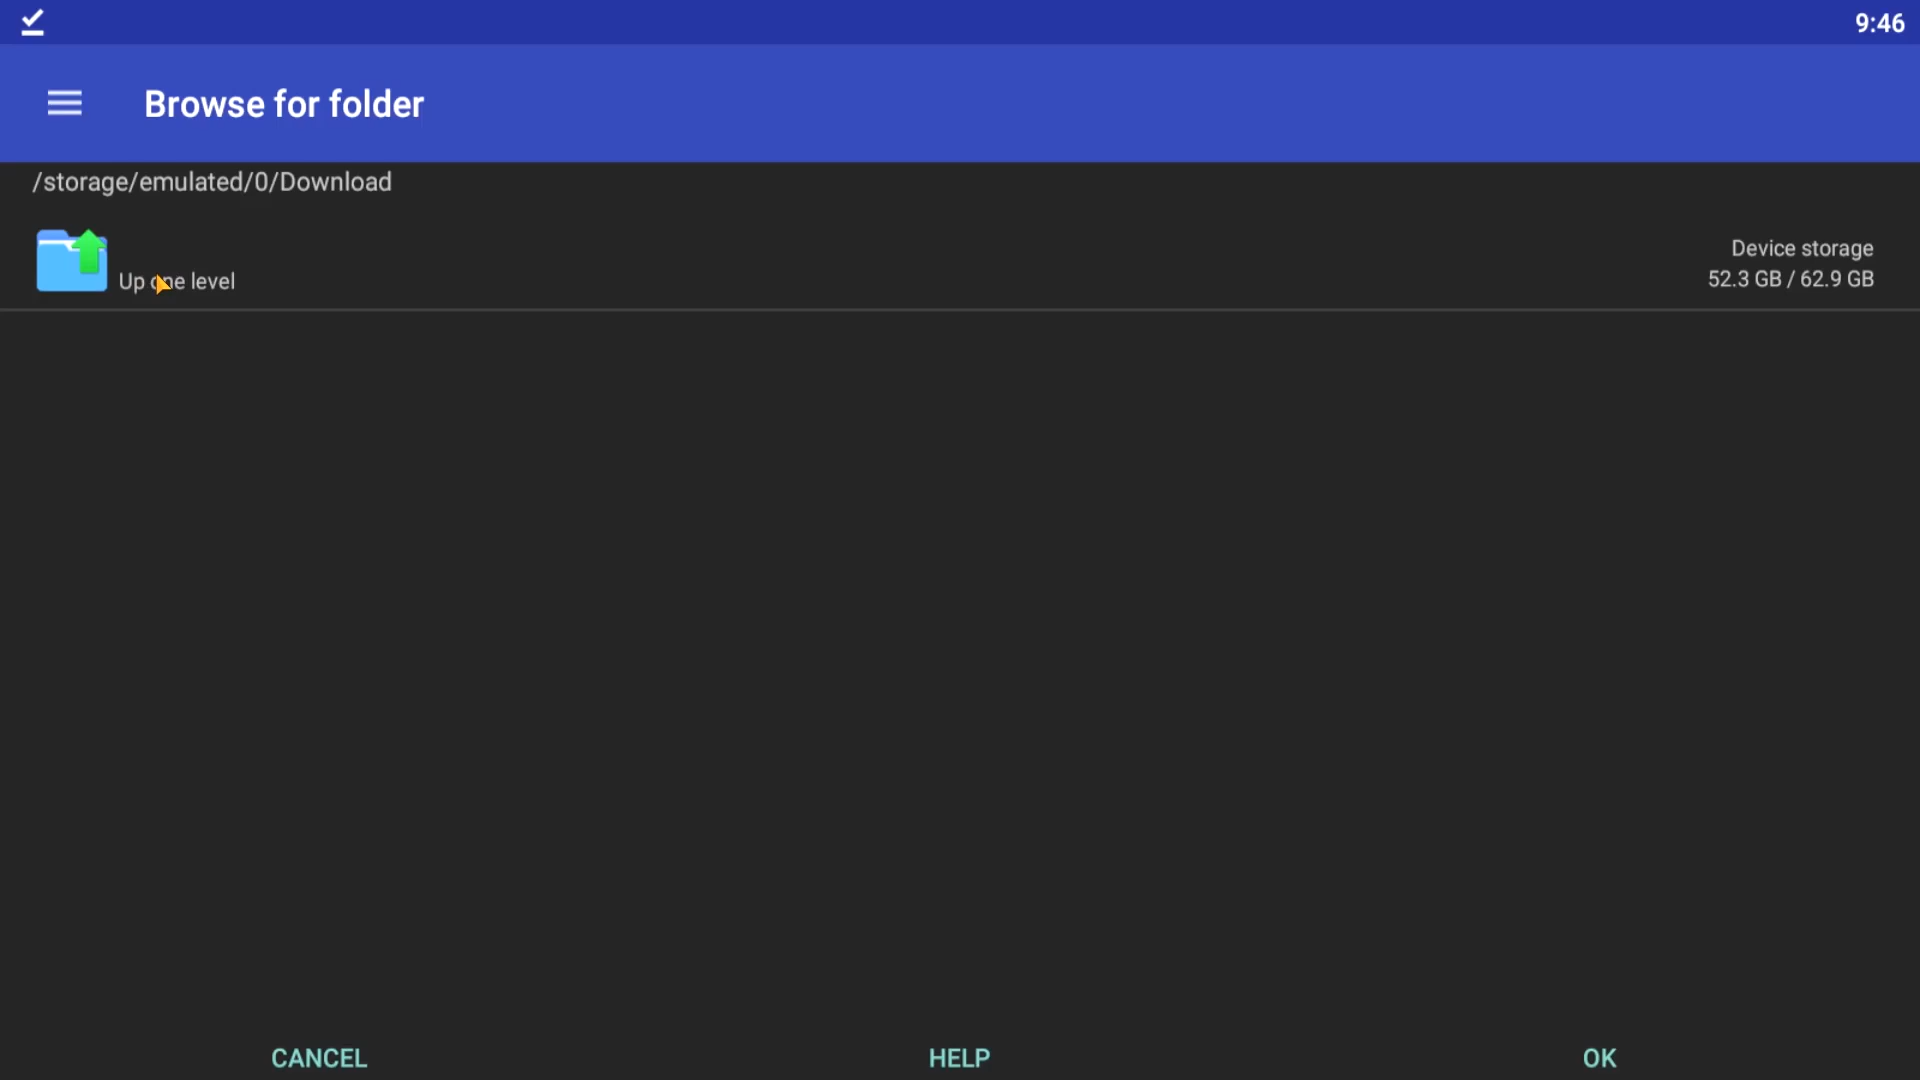 9:46
Browse for folder
/storage/emulated/0/Download
Device storage
Up one level
52.3 GB / 62.9 GB
CANCEL
HELP
OK